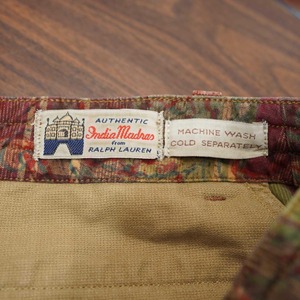 AUTHENTIC
India Madras
from
RALPH LAUREN
MACHINE WASH
COLD SEPARATELY